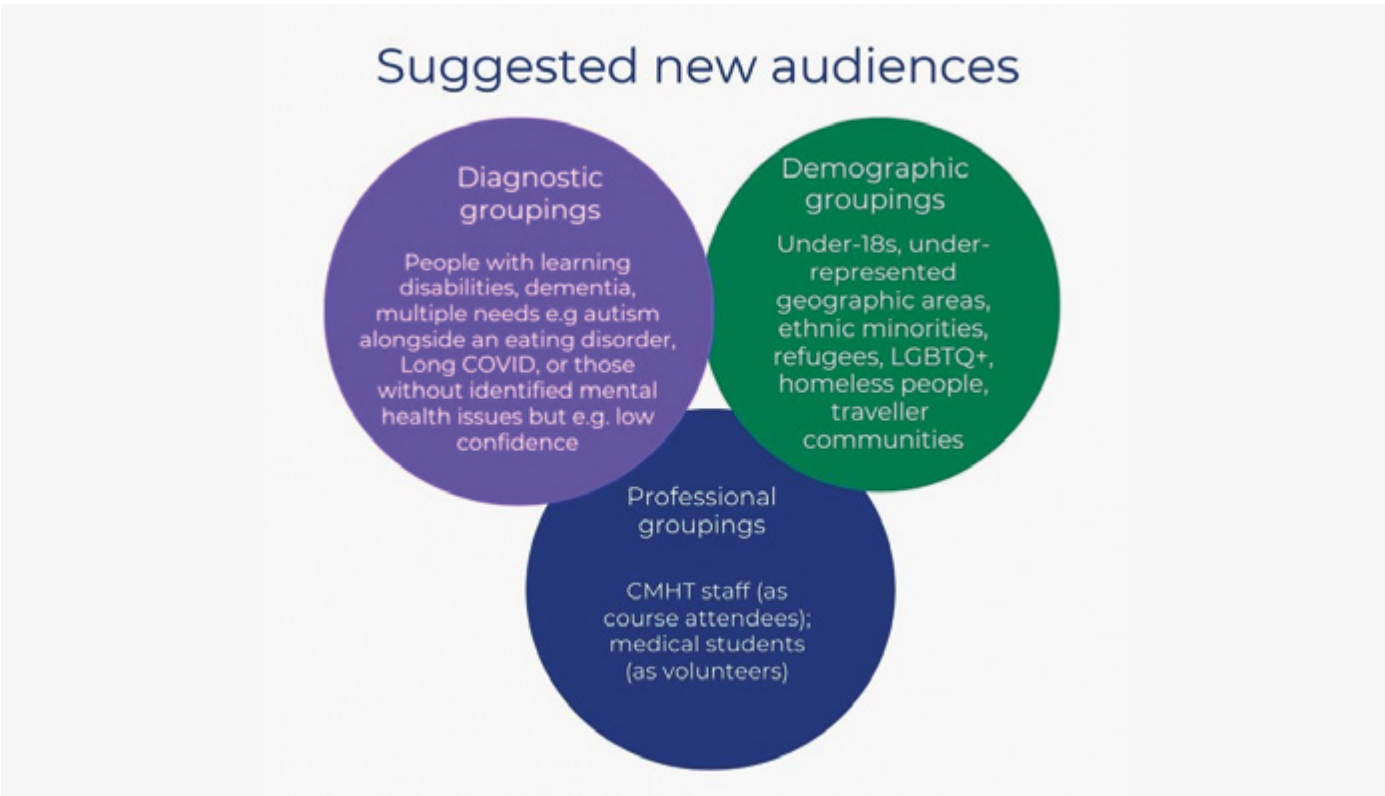 Suggested new audiences
Diagnostic
groupings
People with learning
disabilities, dementia,
multiple needs e.g autism
alongside an eating disorder,
Long COVID, or those
without identified mental
health issues but e.g. low
confidence
Demographic
groupings
Under-18s, under-
represented
geographic areas,
ethnic minorities,
refugees, LGBTQ+,
homeless people,
traveller
communities
Professional
groupings
CMHT staff (as
course attendees);
medical students
(as volunteers)